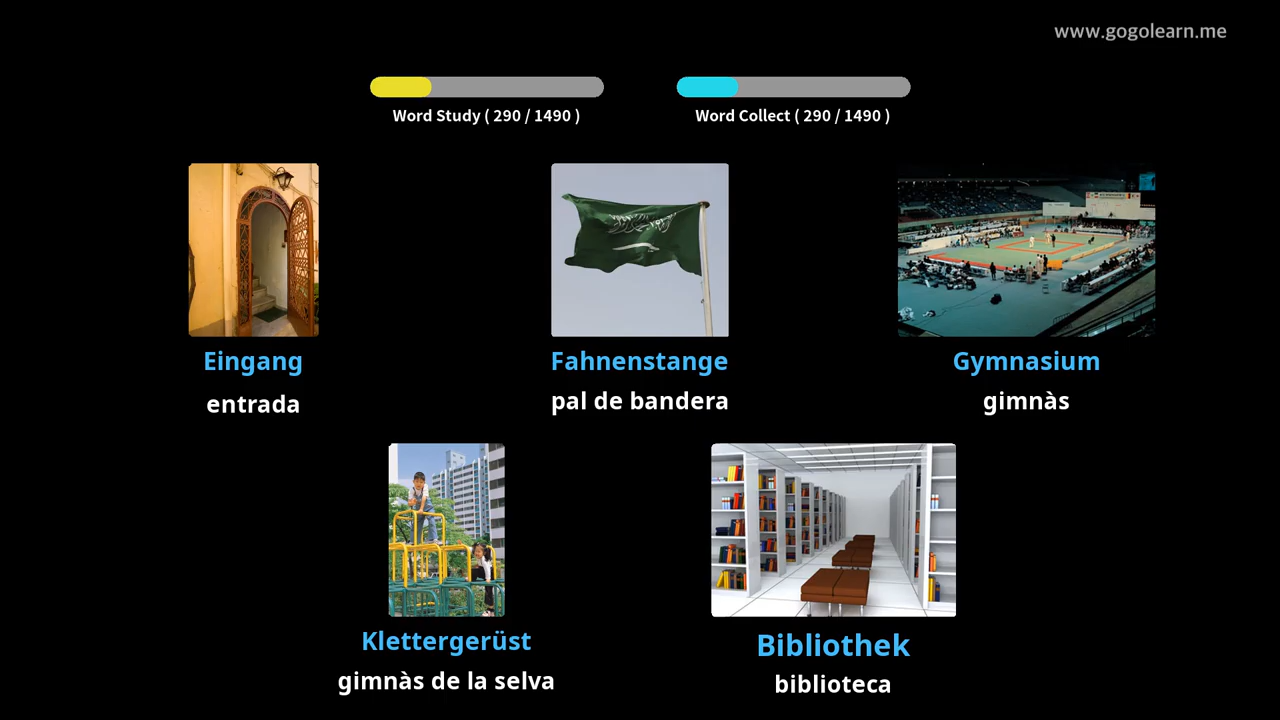 www.gogolearn.me
Word Study ( 290 / 1490 )
Word Collect ( 290 / 1490 )
Eingang
entrada
Fahnenstange
pal de bandera
Gymnasium
gimnàs
Klettergerüst
gimnàs de la selva
Bibliothek
biblioteca